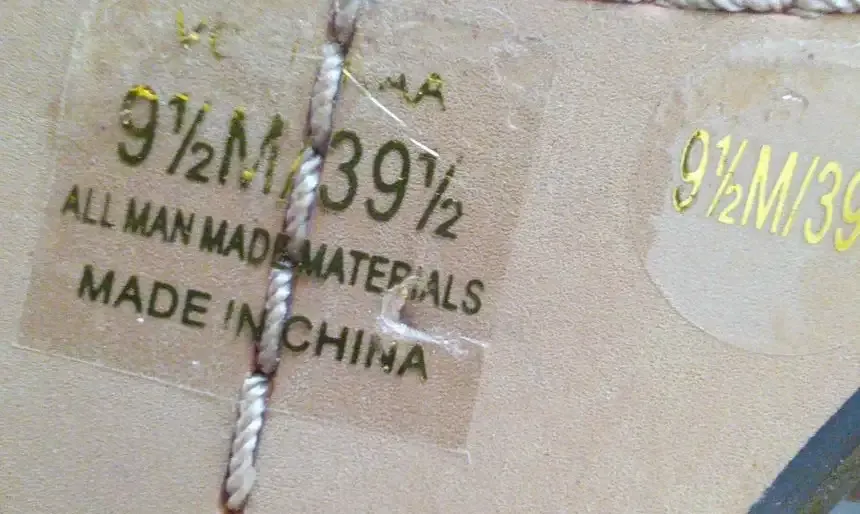 9½M/39½
ALL MAN MADE MATERIALS
MADE IN CHINA
9½M/39